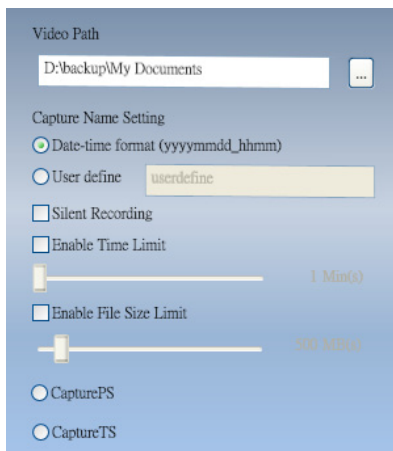 Video Path
D:\backup\My Documents
...
Capture Name Setting
Date-time format (yyyymmdd_hhmm)
User define
userdefine
Silent Recording
Enable Time Limit
1 Min(s)
Enable File Size Limit
CapturePS
CaptureTS